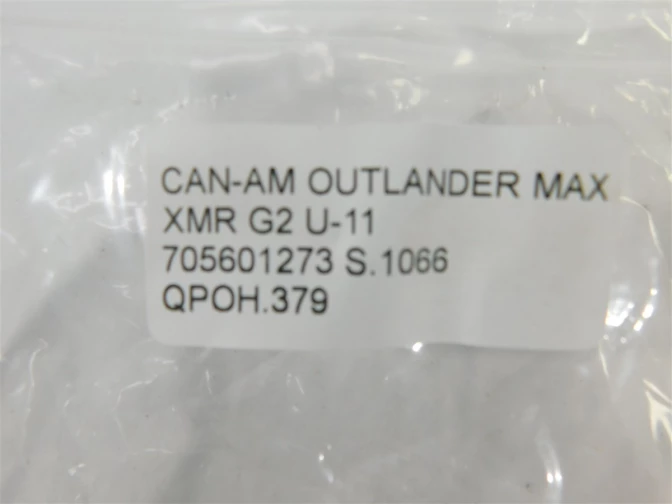 CAN-AM OUTLANDER MAX
XMR G2 U-11
705601273 S.1066
QPOH.379